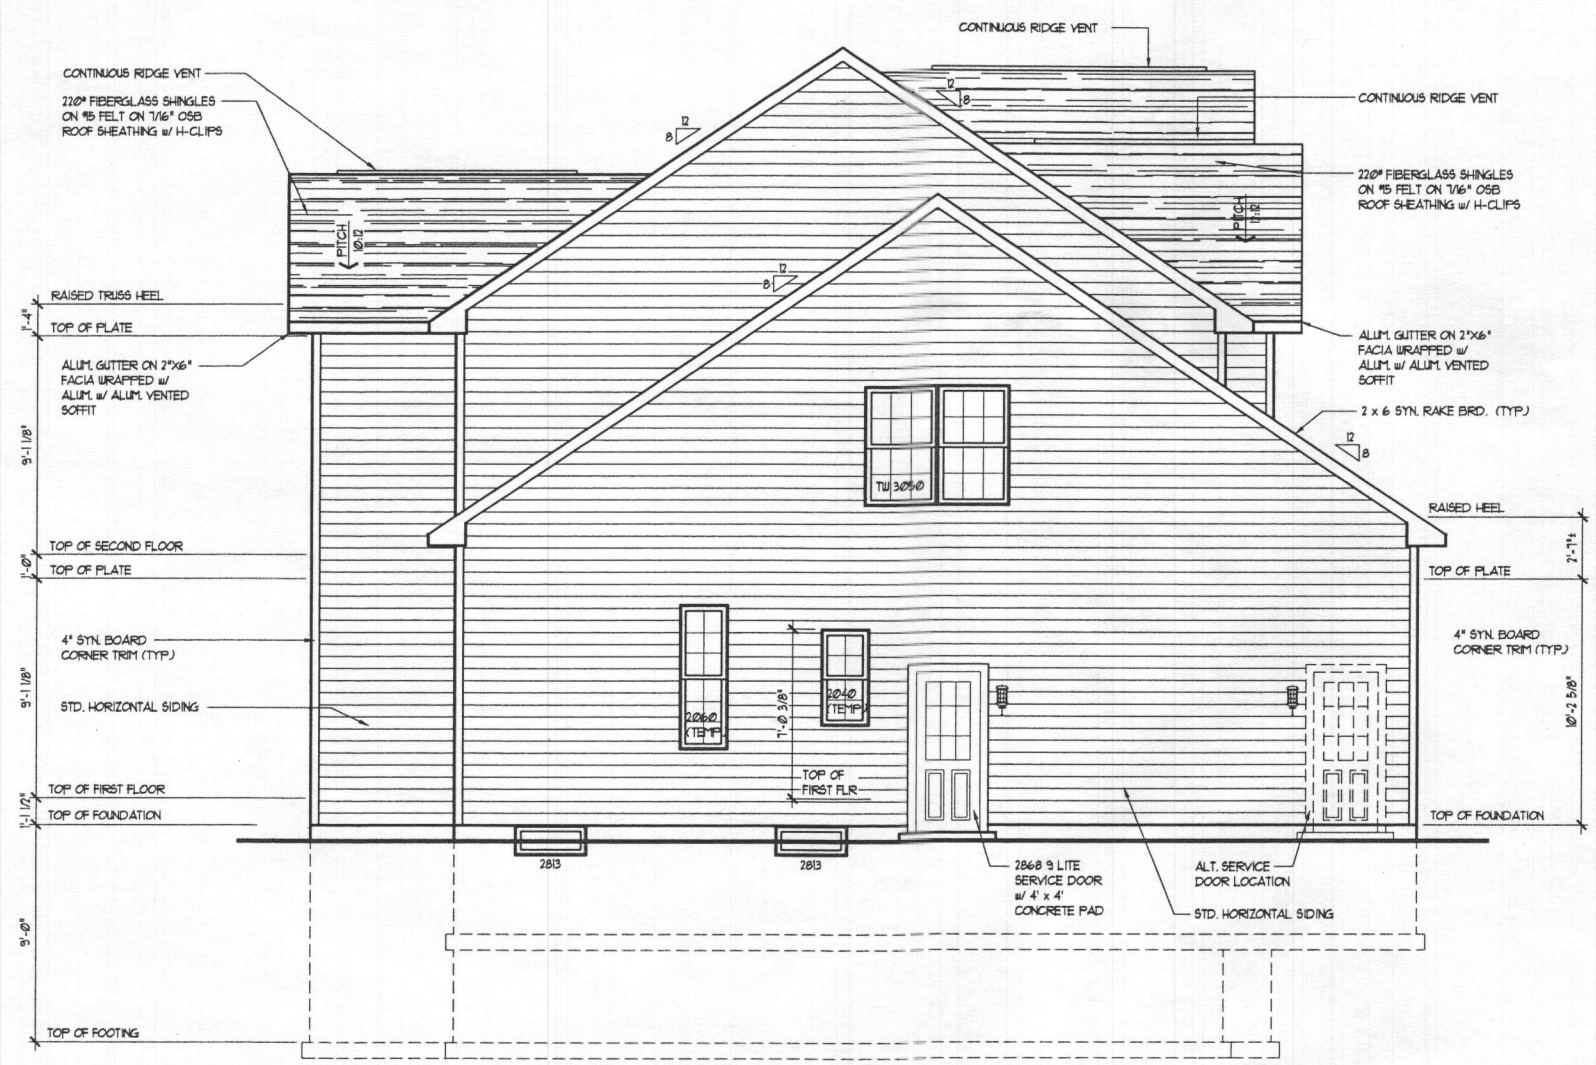 CONTINUOUS RIDGE VENT
CONTINUOUS RIDGE VENT
220# FIBERGLASS SHINGLES
ON #15 FELT ON 7/16" OSB
ROOF SHEATHING w/ H-CLIPS
12
8
12
8
CONTINUOUS RIDGE VENT
220# FIBERGLASS SHINGLES
ON #15 FELT ON 7/16" OSB
ROOF SHEATHING w/ H-CLIPS
PITCH
10:12
PITCH
12:12
12
8
RAISED TRUSS HEEL
1'-4"
TOP OF PLATE
ALUM. GUTTER ON 2"X6"
FACIA WRAPPED w/
ALUM. w/ ALUM. VENTED
SOFFIT
ALUM. GUTTER ON 2"X6"
FACIA WRAPPED w/
ALUM. w/ ALUM. VENTED
SOFFIT
2 x 6 SYN. RAKE BRD. (TYP.)
12
8
9'-1 1/8"
TW 3050
RAISED HEEL
2'-7"±
TOP OF PLATE
TOP OF SECOND FLOOR
1'-0"
TOP OF PLATE
4" SYN. BOARD
CORNER TRIM (TYP.)
4" SYN. BOARD
CORNER TRIM (TYP.)
9'-1 1/8"
STD. HORIZONTAL SIDING
2060
(TEMP.)
7'-0 3/8"
2040
(TEMP.)
10'-2 5/8"
TOP OF
FIRST FLR
TOP OF FIRST FLOOR
1'-1 1/2"
TOP OF FOUNDATION
TOP OF FOUNDATION
2813
2813
2868 9 LITE
SERVICE DOOR
w/ 4' x 4'
CONCRETE PAD
ALT. SERVICE
DOOR LOCATION
STD. HORIZONTAL SIDING
9'-0"
TOP OF FOOTING